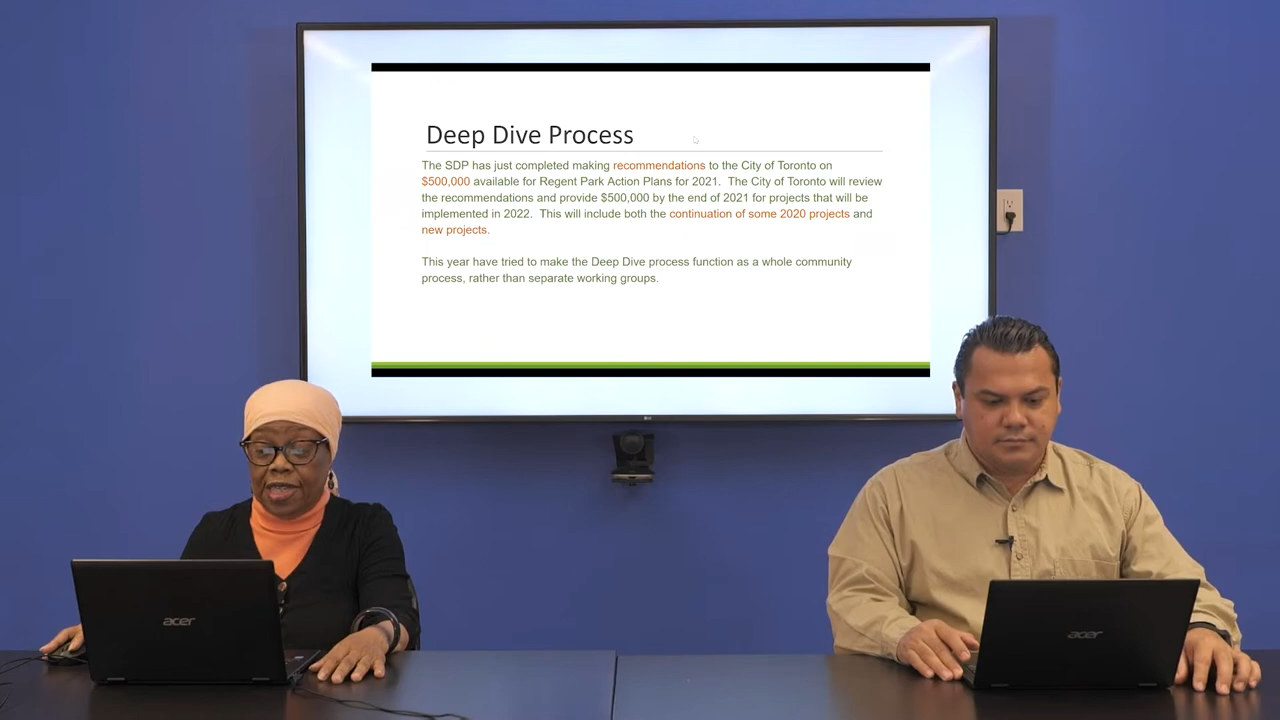 Deep Dive Process
The SDP has just completed making recommendations to the City of Toronto on
$500,000 available for Regent Park Action Plans for 2021. The City of Toronto will review
the recommendations and provide $500,000 by the end of 2021 for projects that will be
implemented in 2022. This will include both the continuation of some 2020 projects and
new projects.
This year have tried to make the Deep Dive process function as a whole community
process, rather than separate working groups.
LG
acer
acer